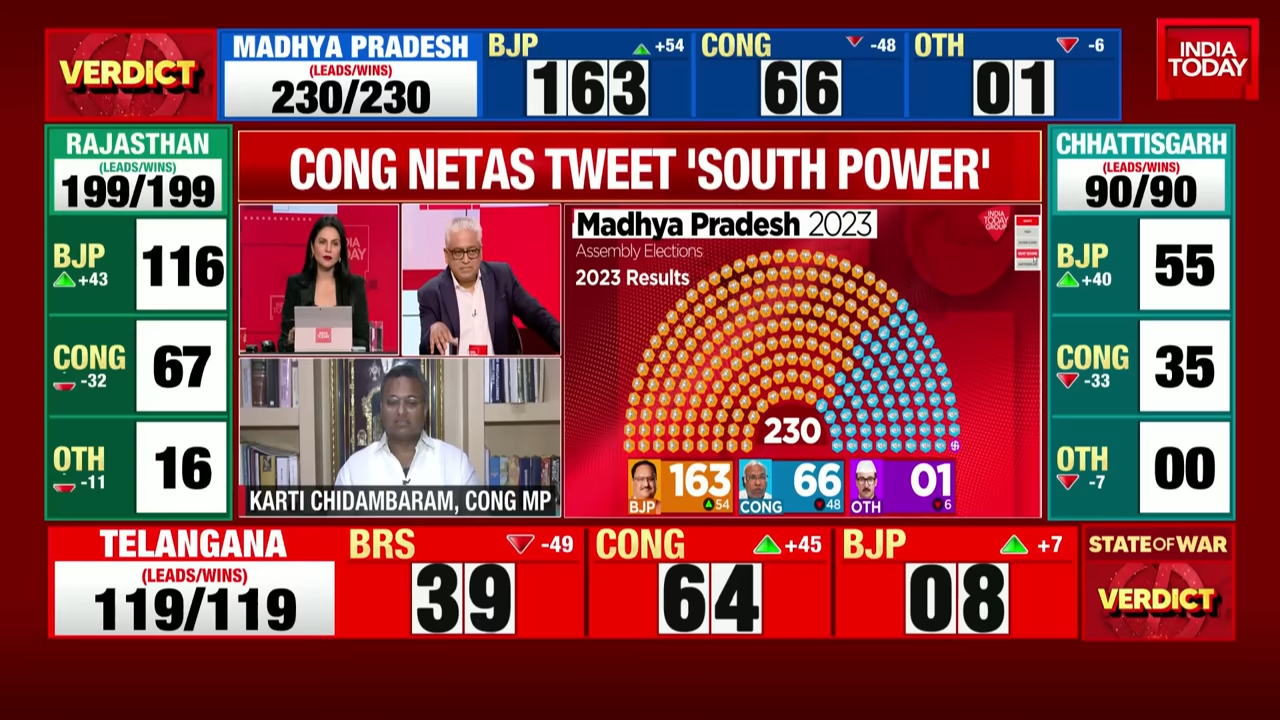 VERDICT
MADHYA PRADESH
(LEADS/WINS)
230/230
BJP
+54
163
CONG
-48
66
OTH
-6
01
INDIA
TODAY
RAJASTHAN
(LEADS/WINS)
199/199
BJP
+43
116
CONG
-32
67
OTH
-11
16
CONG NETAS TWEET 'SOUTH POWER'
KARTI CHIDAMBARAM, CONG MP
Madhya Pradesh 2023
Assembly Elections
2023 Results
INDIA
TODAY
GROUP
230
163
BJP
54
66
CONG
48
01
OTH
6
CHHATTISGARH
(LEADS/WINS)
90/90
BJP
+40
55
CONG
-33
35
OTH
-7
00
TELANGANA
(LEADS/WINS)
119/119
BRS
-49
39
CONG
+45
64
BJP
+7
08
STATE OF WAR
VERDICT